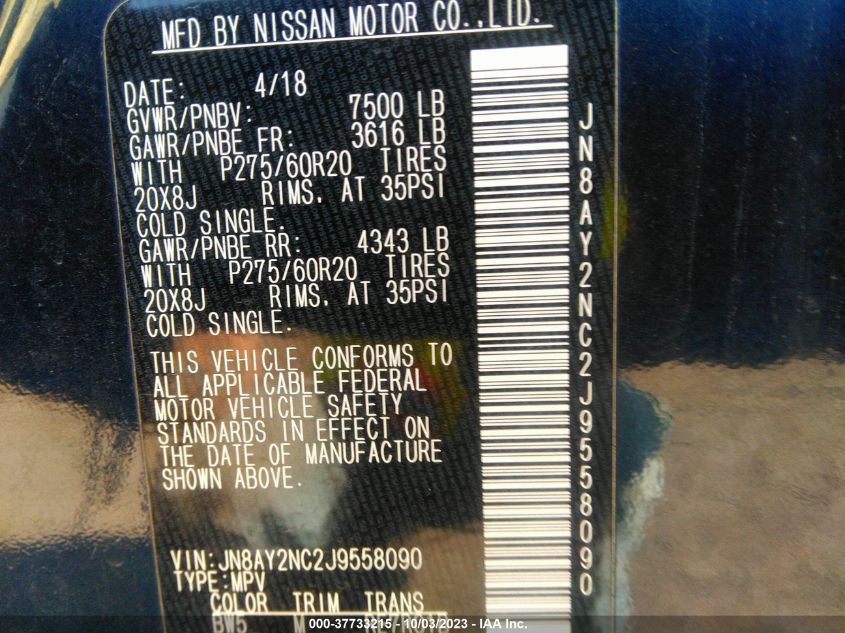 MFD BY NISSAN MOTOR CO.,LTD.
DATE: 4/18
GVWR/PNBV: 7500 LB
GAWR/PNBE FR: 3616 LB
WITH P275/60R20 TIRES
20X8J RIMS, AT 35PSI
COLD SINGLE.
GAWR/PNBE RR: 4343 LB
WITH P275/60R20 TIRES
20X8J RIMS, AT 35PSI
COLD SINGLE.
THIS VEHICLE CONFORMS TO
ALL APPLICABLE FEDERAL
MOTOR VEHICLE SAFETY
STANDARDS IN EFFECT ON
THE DATE OF MANUFACTURE
SHOWN ABOVE.
VIN:JN8AY2NC2J9558090
TYPE:MPV
COLOR TRIM TRANS
BW5
JN8AY2NC2J9558090
000-37733215 - 10/03/2023 - IAA Inc.